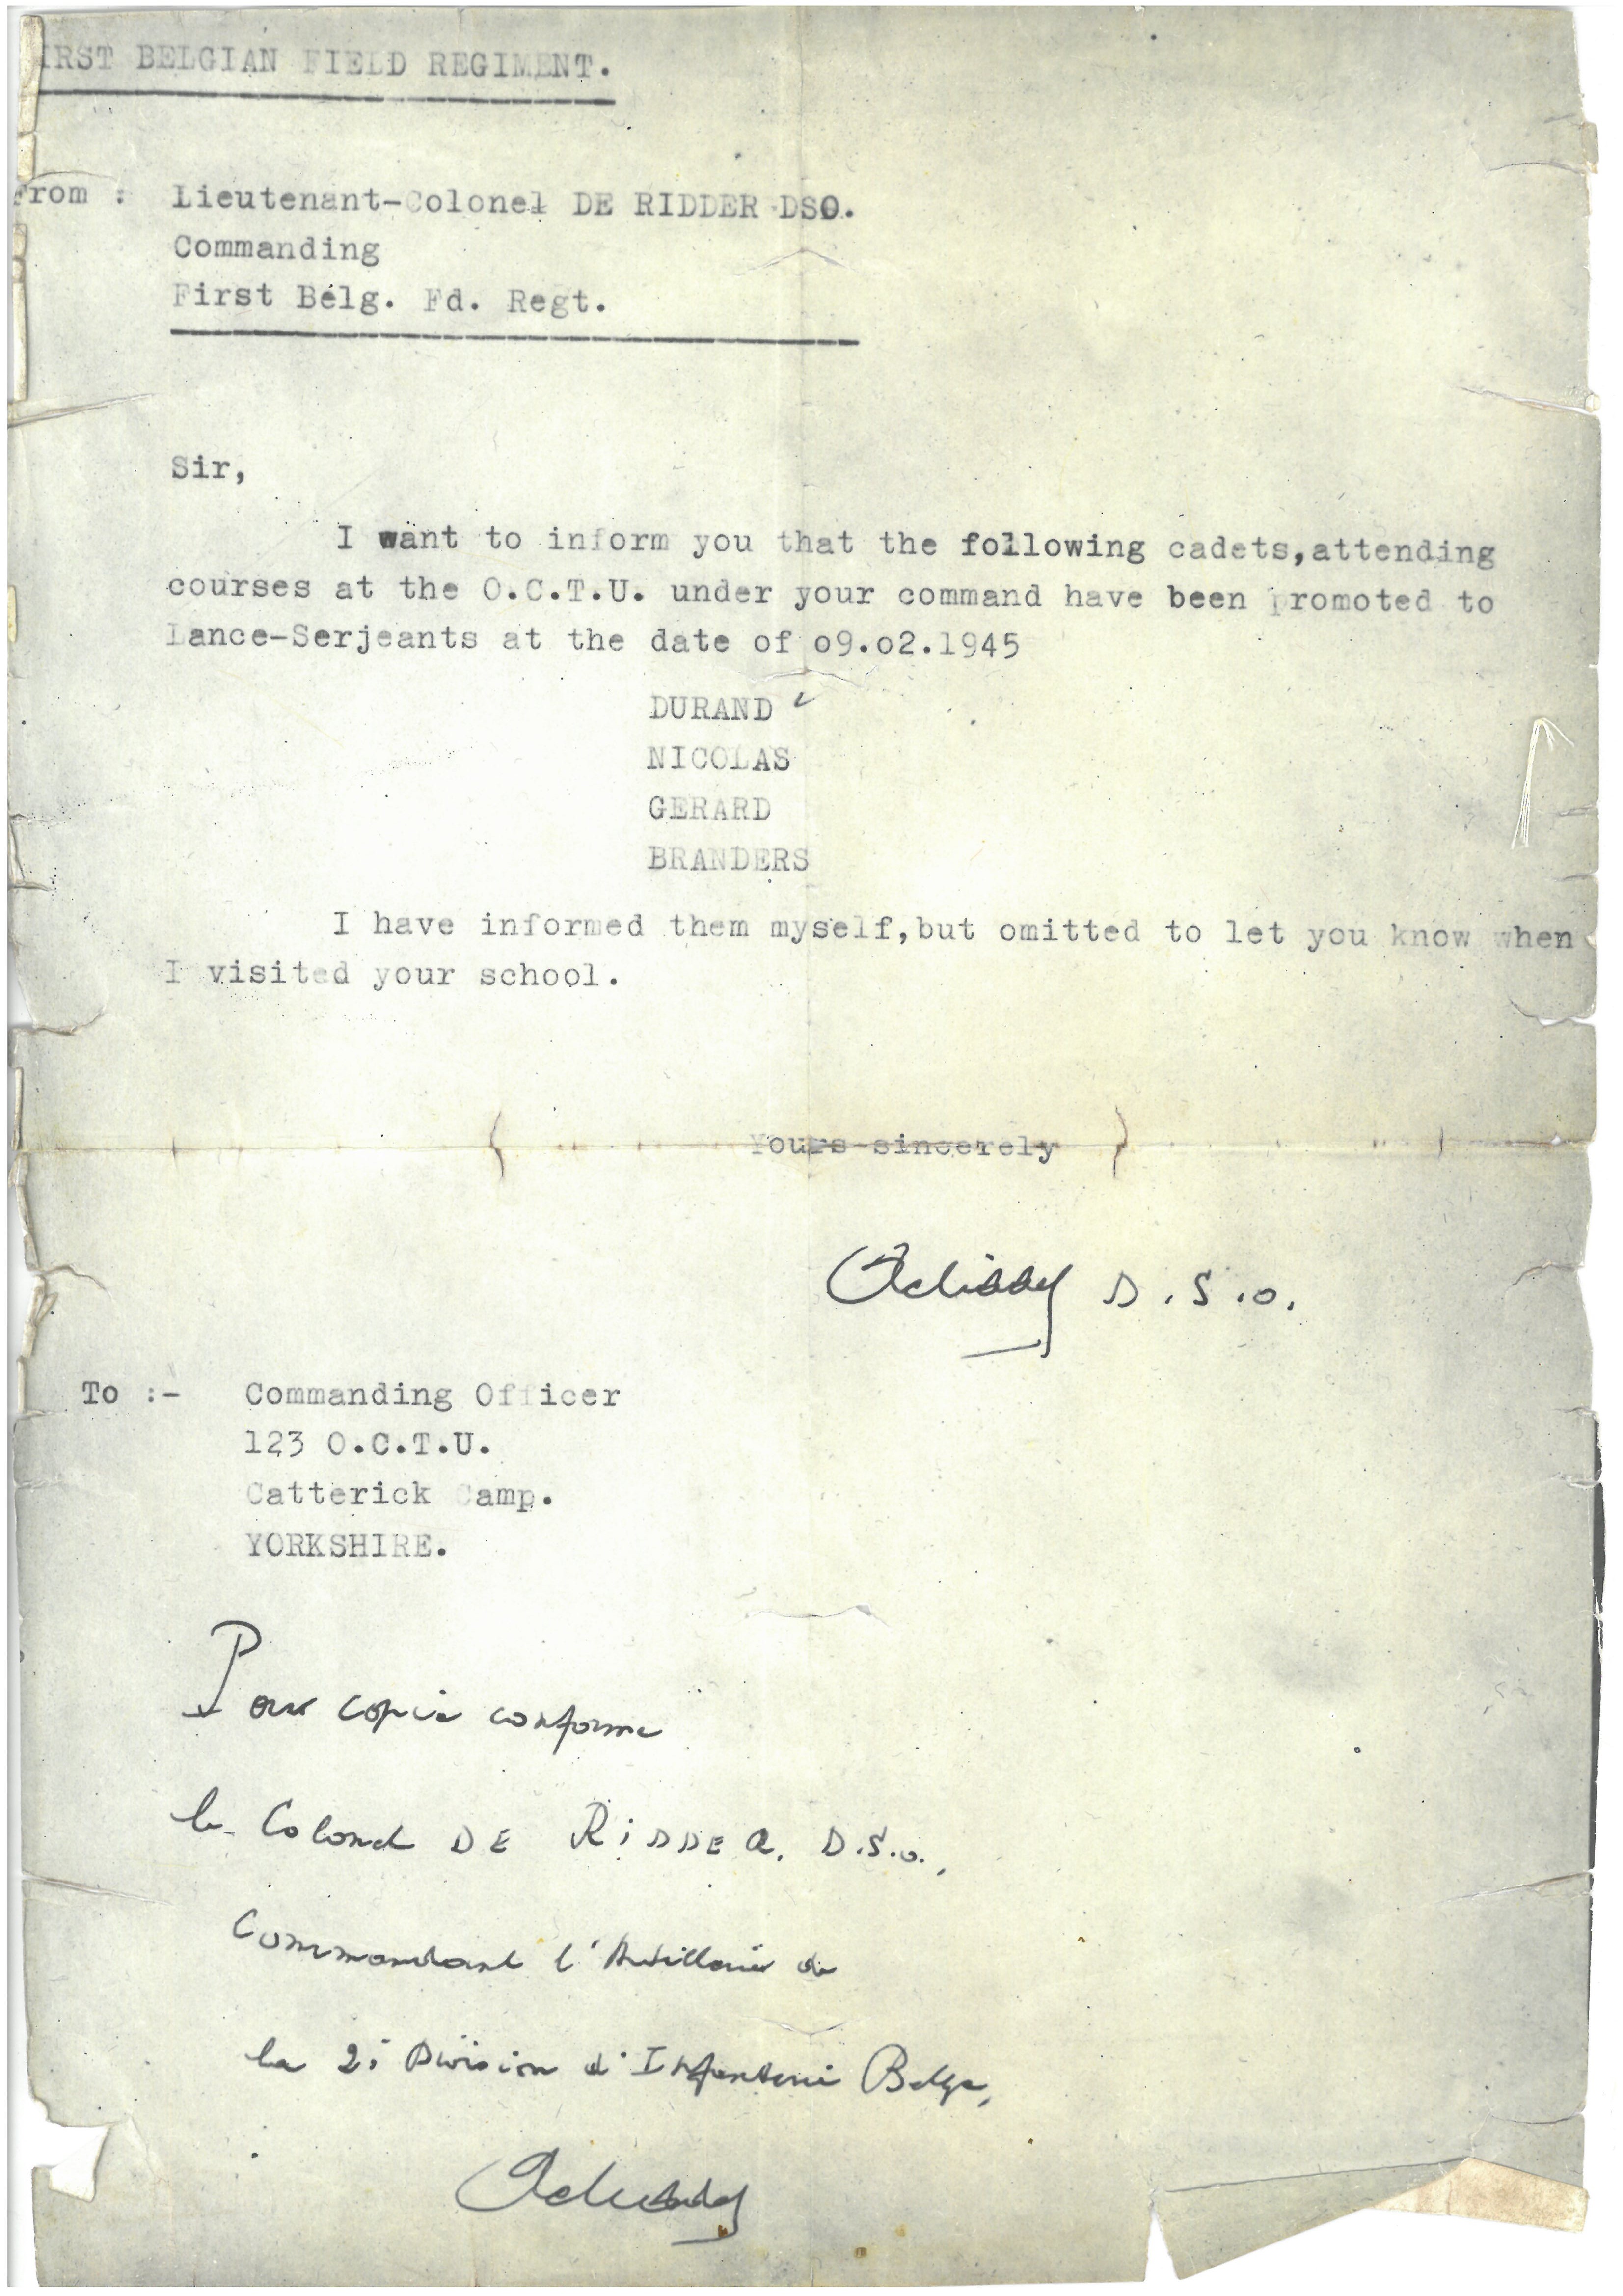 IRST BELGIAN FIELD REGIMENT.
From : Lieutenant-Colonel DE RIDDER DSO.
Commanding
First Belg. Fd. Regt.
Sir,
I want to inform you that the following cadets,attending
courses at the O.C.T.U. under your command have been promoted to
Lance-Serjeants at the date of 09.02.1945
DURAND
NICOLAS
GERARD
BRANDERS
I have informed them myself,but omitted to let you know when
I visited your school.
Yours sincerely
D.S.O.
To :- Commanding Officer
123 O.C.T.U.
Catterick Camp.
YORKSHIRE.
Pour copie conforme
le Colonel DE RiDDER. D.S.O.,
Commandant l'Artillerie de
la 2e Division d'Infanterie Belge,